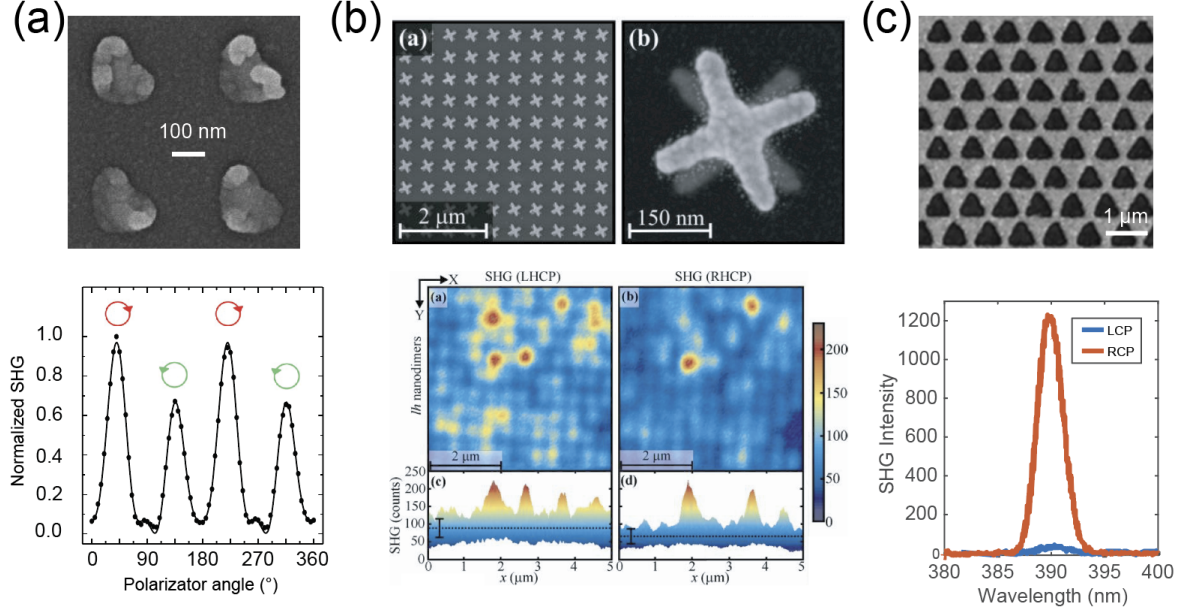 (a)
100 nm
(b)
(a)
2 μm
(b)
150 nm
(c)
1 μm
Normalized SHG
1.0
0.8
0.6
0.4
0.2
0.0
0 90 180 270 360
Polarizator angle (°)
X
Y
SHG (LHCP)
SHG (RHCP)
(a)
(b)
lh nanodimers
2 μm
2 μm
200
150
100
50
0
SHG (counts)
250
200
150
100
50
0
(c)
(d)
0 1 2 3 4 5
x (μm)
0 1 2 3 4 5
x (μm)
SHG Intensity
1200
1000
800
600
400
200
0
LCP
RCP
380 385 390 395 400
Wavelength (nm)